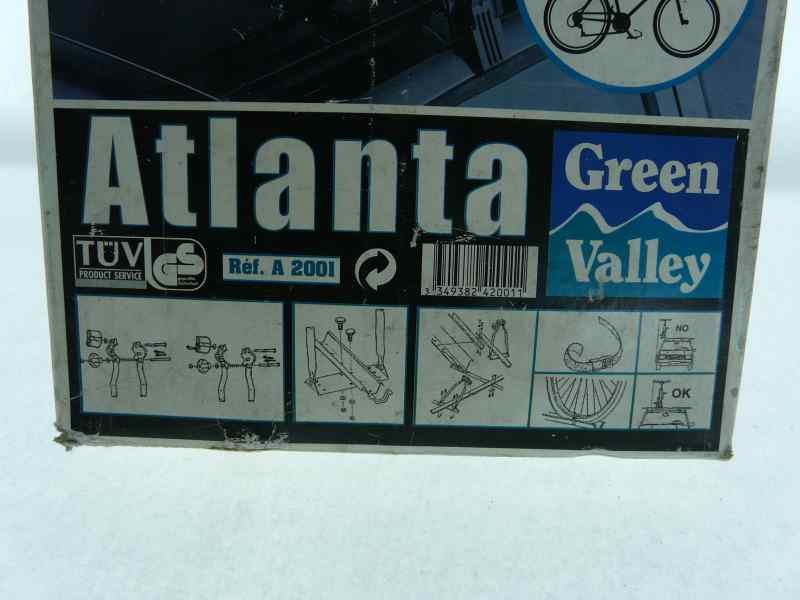 Atlanta
Green
Valley
TÜV
PRODUCT SERVICE
GS
Réf. A 2001
3 349382 420011
NO
OK